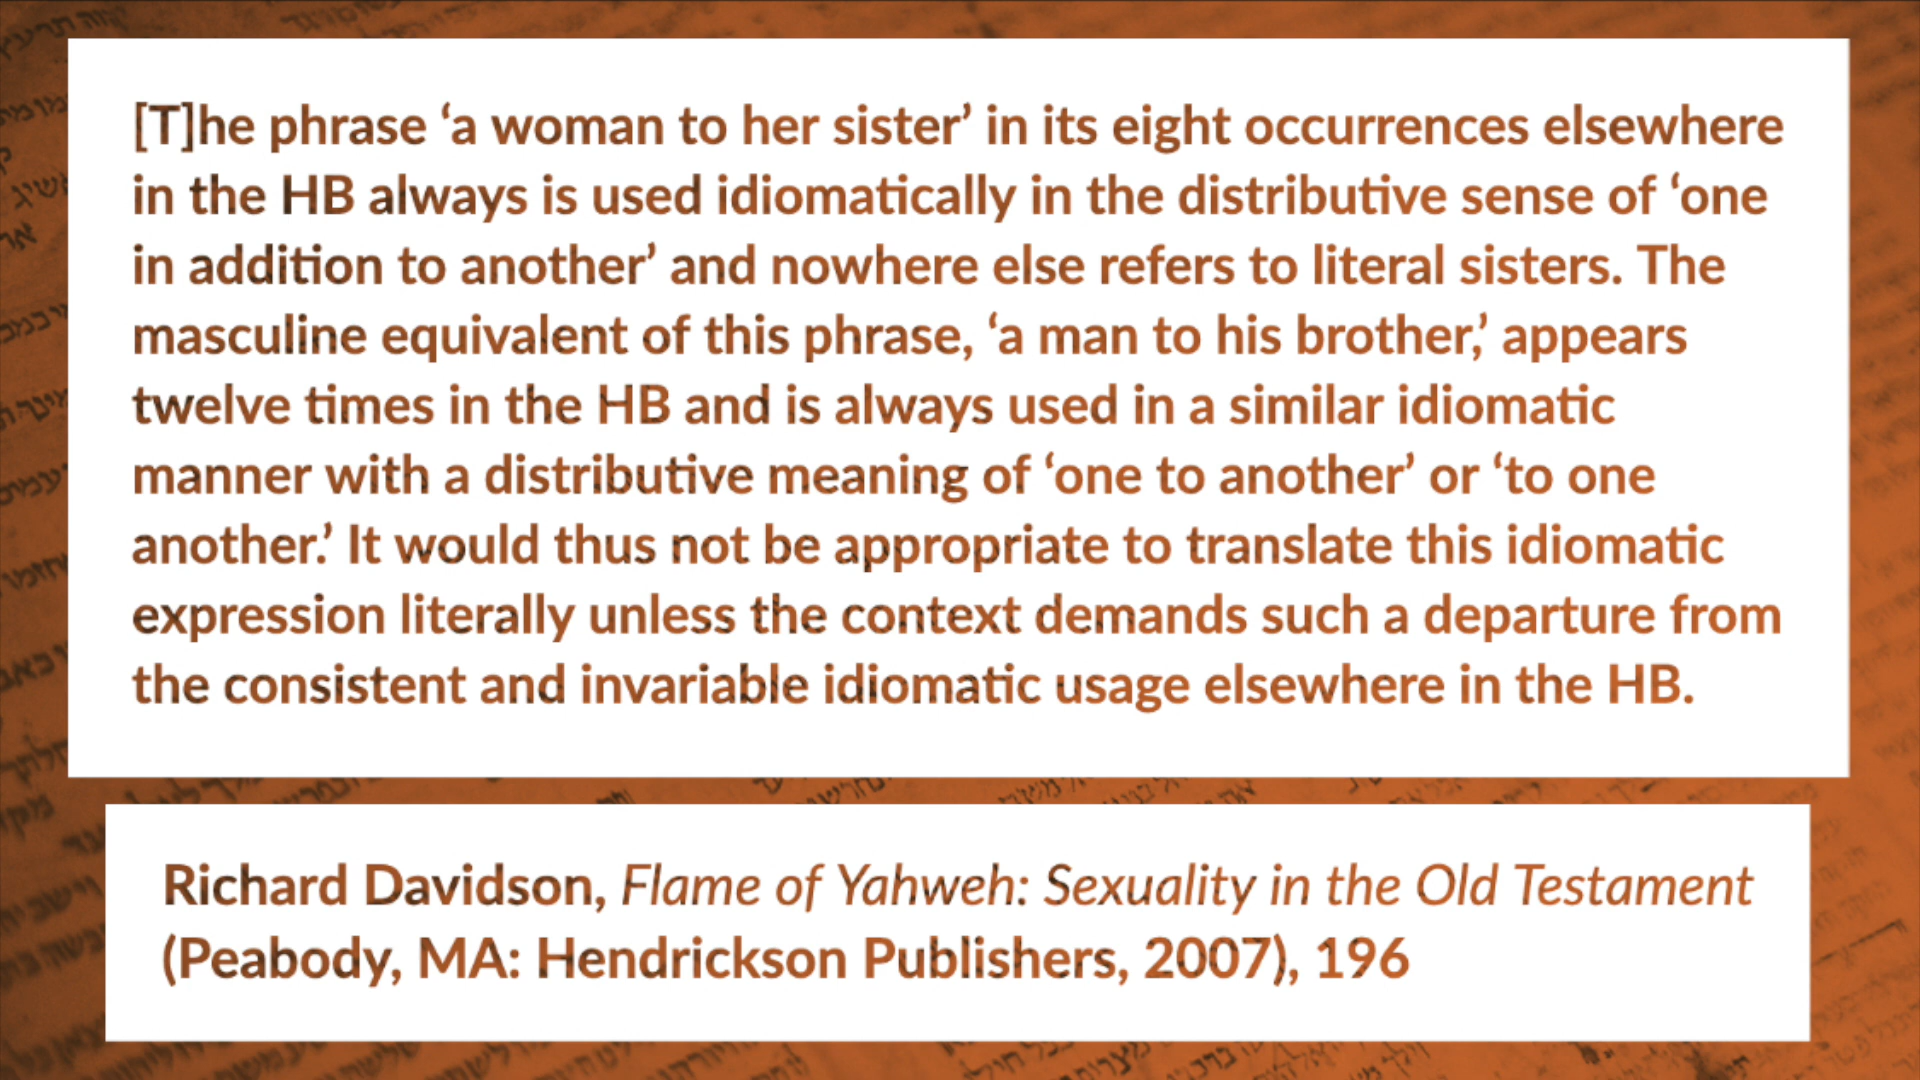 [T]he phrase ‘a woman to her sister’ in its eight occurrences elsewhere
in the HB always is used idiomatically in the distributive sense of ‘one
in addition to another’ and nowhere else refers to literal sisters. The
masculine equivalent of this phrase, ‘a man to his brother,’ appears
twelve times in the HB and is always used in a similar idiomatic
manner with a distributive meaning of ‘one to another’ or ‘to one
another.’ It would thus not be appropriate to translate this idiomatic
expression literally unless the context demands such a departure from
the consistent and invariable idiomatic usage elsewhere in the HB.
Richard Davidson, Flame of Yahweh: Sexuality in the Old Testament
(Peabody, MA: Hendrickson Publishers, 2007), 196